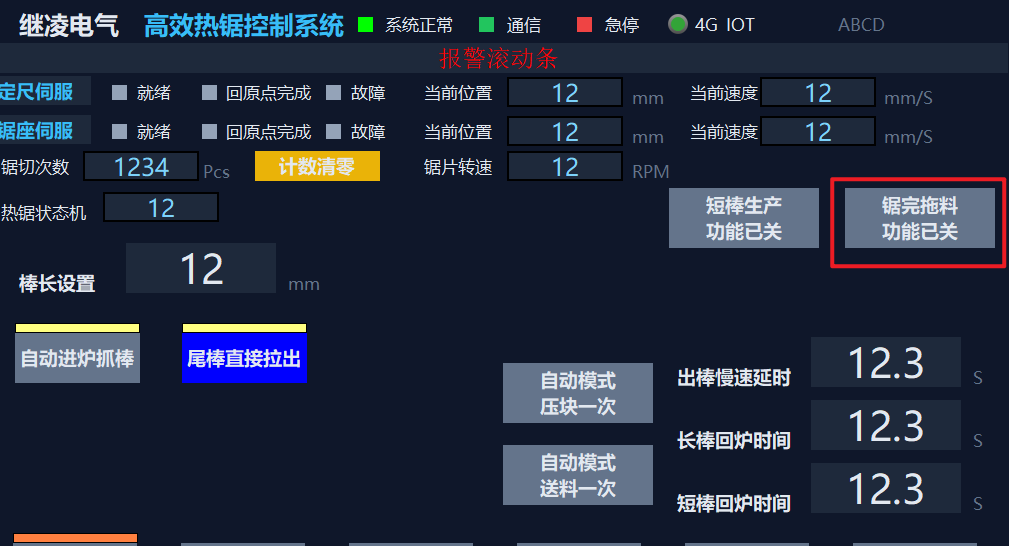 继凌电气 高效热锯控制系统 系统正常 通信 急停 4G IOT ABCD
报警滚动条
定尺伺服 就绪 回原点完成 故障 当前位置 12 mm 当前速度 12 mm/S
锯座伺服 就绪 回原点完成 故障 当前位置 12 mm 当前速度 12 mm/S
锯切次数 1234 Pcs 计数清零 锯片转速 12 RPM
热锯状态机 12
短棒生产
功能已关
锯完拖料
功能已关
棒长设置 12 mm
自动进炉抓棒 尾棒直接拉出
自动模式
压块一次
自动模式
送料一次
出棒慢速延时 12.3 S
长棒回炉时间 12.3 S
短棒回炉时间 12.3 S